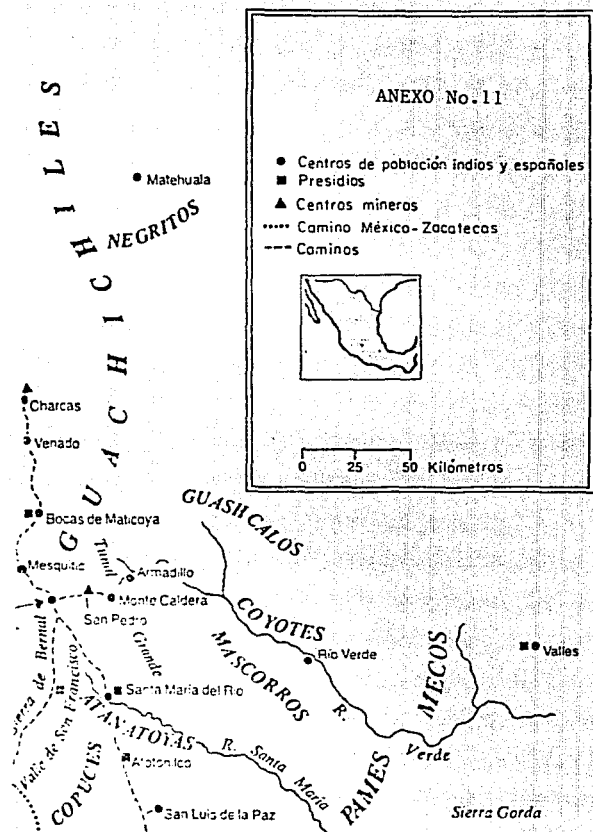 ANEXO No.11
Centros de población indios y españoles
Presidios
Centros mineros
Camino México-Zacatecas
Caminos
0 25 50 Kilómetros
GUACHICHILES
Matehuala
NEGRITOS
Charcas
Venado
Bocas de Maticoya
GUASHCALOS
Mesquitic
Tunal
Armadillo
Monte Caldera
San Pedro
Grande
COYOTES
MASCORROS
Río Verde
MECOS
Valles
Sierra de Bernal
Valle de San Francisco
Santa María del Río
R.
Verde
R. Santa María
PAMES
COPUCES
San Luis de la Paz
Sierra Gorda